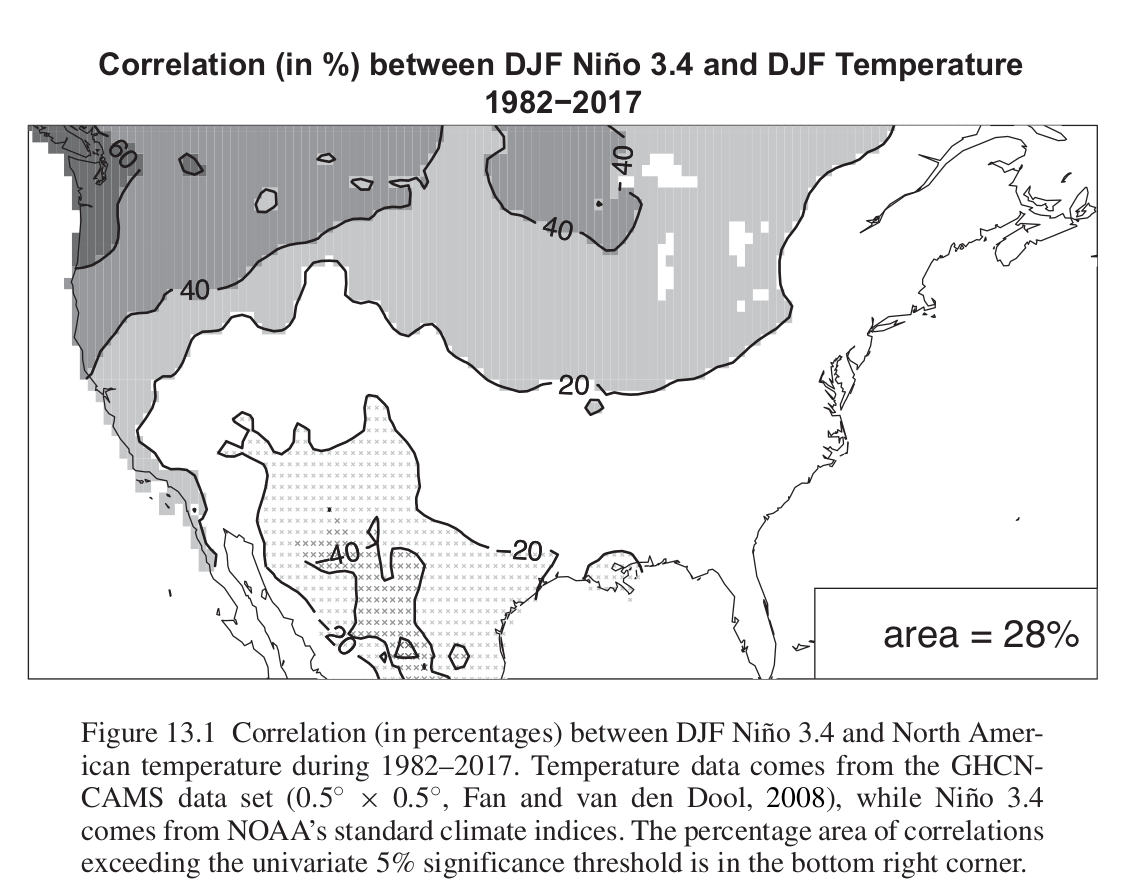 Correlation (in %) between DJF Niño 3.4 and DJF Temperature
1982−2017
60
−40
40
40
20
−40
−20
−20
area = 28%
Figure 13.1 Correlation (in percentages) between DJF Niño 3.4 and North Amer-
ican temperature during 1982–2017. Temperature data comes from the GHCN-
CAMS data set (0.5° × 0.5°, Fan and van den Dool, 2008), while Niño 3.4
comes from NOAA’s standard climate indices. The percentage area of correlations
exceeding the univariate 5% significance threshold is in the bottom right corner.